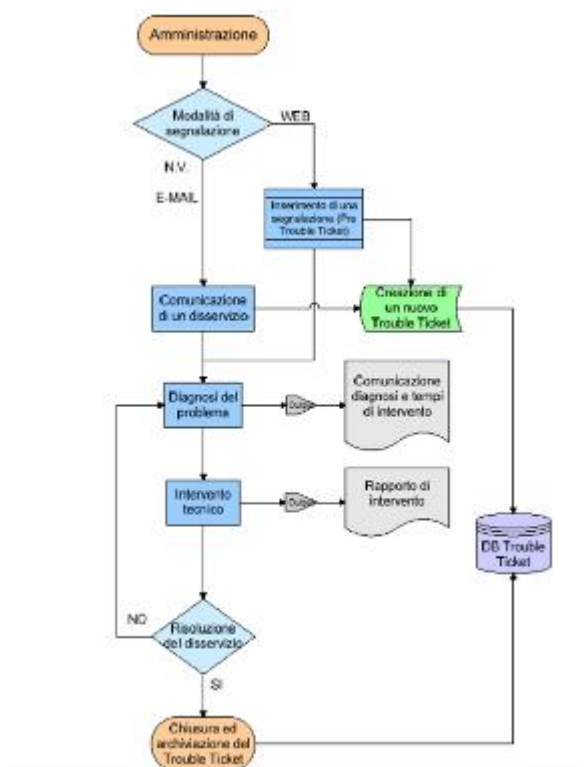 Amministrazione
Modalità di
segnalazione
WEB
N.V.
E-MAIL
Inserimento di una
segnalazione (Pre
Trouble Ticket)
Comunicazione
di un disservizio
Creazione di
un nuovo
Trouble Ticket
Diagnosi del
problema
Comunicazione
diagnosi e tempi
di intervento
Intervento
tecnico
Rapporto di
intervento
DB Trouble
Ticket
NO
Risoluzione
del disservizio
SI
Chiusura ed
archiviazione del
Trouble Ticket